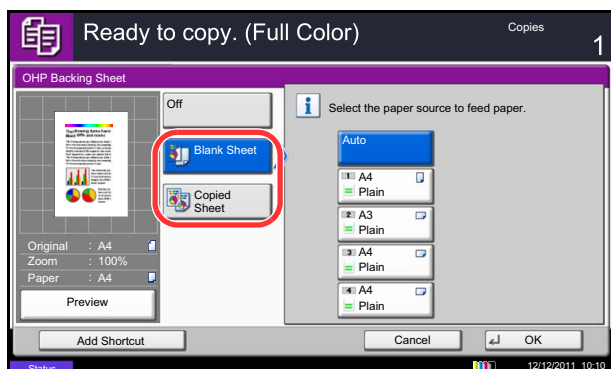 Ready to copy. (Full Color)
Copies
1
OHP Backing Sheet
Off
Blank Sheet
Copied
Sheet
Select the paper source to feed paper.
Auto
1 A4
Plain
2 A3
Plain
3 A4
Plain
4 A4
Plain
Original : A4
Zoom : 100%
Paper : A4
Preview
Add Shortcut
Cancel
OK
Status
12/12/2011 10:10